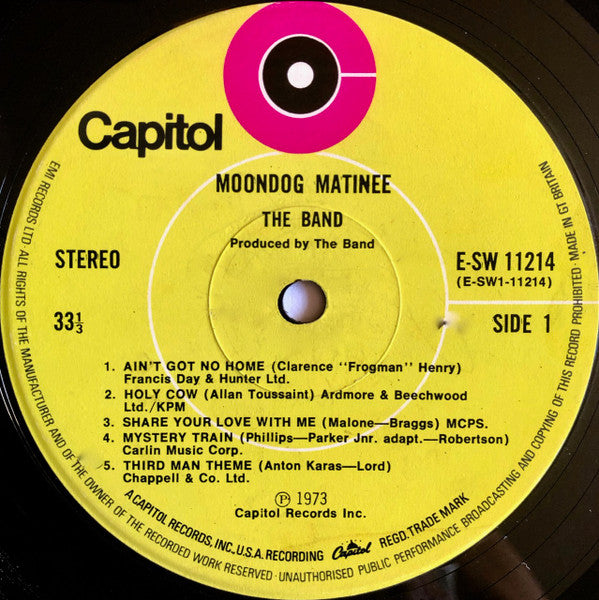 Capitol
MOONDOG MATINEE
THE BAND
Produced by The Band
STEREO
E-SW 11214
(E-SW1-11214)
33⅓
SIDE 1
1. AIN'T GOT NO HOME (Clarence "Frogman" Henry)
Francis Day & Hunter Ltd.
2. HOLY COW (Allan Toussaint) Ardmore & Beechwood
Ltd./KPM
3. SHARE YOUR LOVE WITH ME (Malone—Braggs) MCPS.
4. MYSTERY TRAIN (Phillips—Parker Jnr. adapt.—Robertson)
Carlin Music Corp.
5. THIRD MAN THEME (Anton Karas—Lord)
Chappell & Co. Ltd.
Ⓟ 1973
Capitol Records Inc.
A CAPITOL RECORDS, INC., U.S.A. RECORDING Capitol REGD. TRADE MARK
EMI RECORDS LTD. ALL RIGHTS OF THE MANUFACTURER AND OF THE OWNER OF THE RECORDED WORK RESERVED · UNAUTHORISED PUBLIC PERFORMANCE BROADCASTING AND COPYING OF THIS RECORD PROHIBITED · MADE IN GT BRITAIN